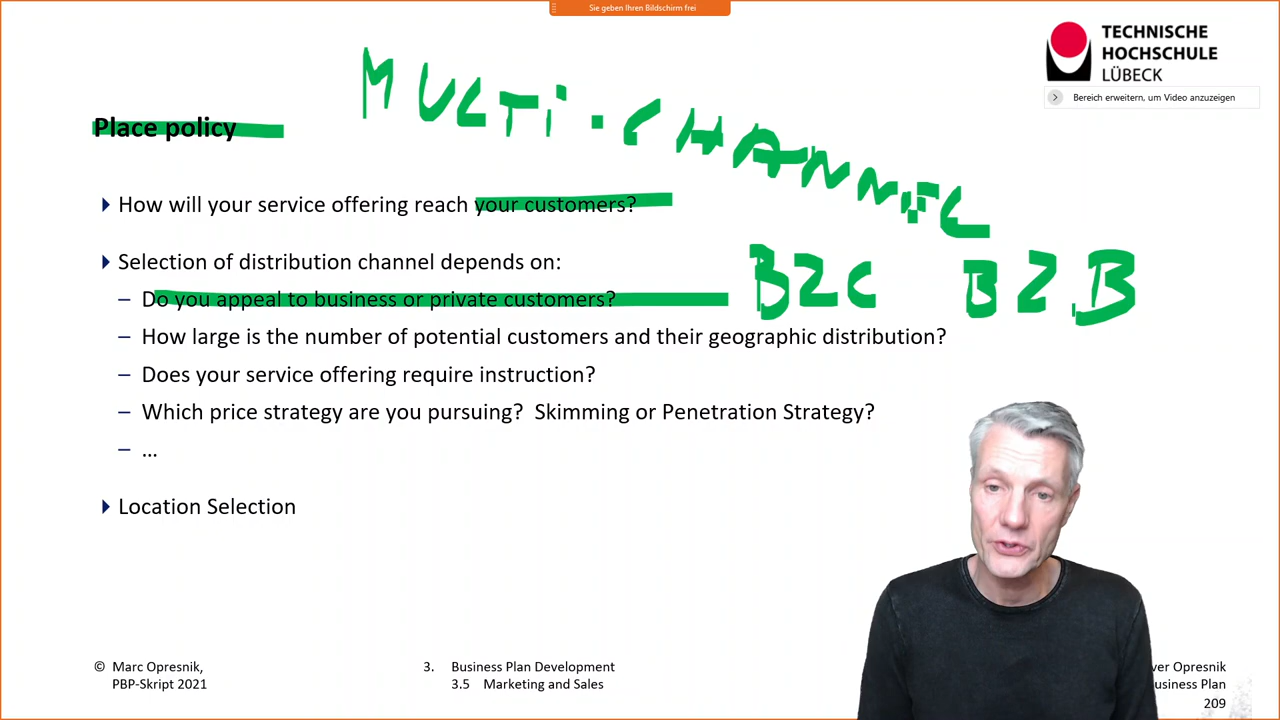 Sie geben Ihren Bildschirm frei
TECHNISCHE
HOCHSCHULE
LÜBECK
Bereich erweitern, um Video anzuzeigen
MULTI-CHANNEL
Place policy
How will your service offering reach your customers?
Selection of distribution channel depends on:
B2C B2B
– Do you appeal to business or private customers?
– How large is the number of potential customers and their geographic distribution?
– Does your service offering require instruction?
– Which price strategy are you pursuing? Skimming or Penetration Strategy?
– …
Location Selection
© Marc Opresnik,
PBP-Skript 2021
3. Business Plan Development
3.5 Marketing and Sales
Opresnik
Plan
209